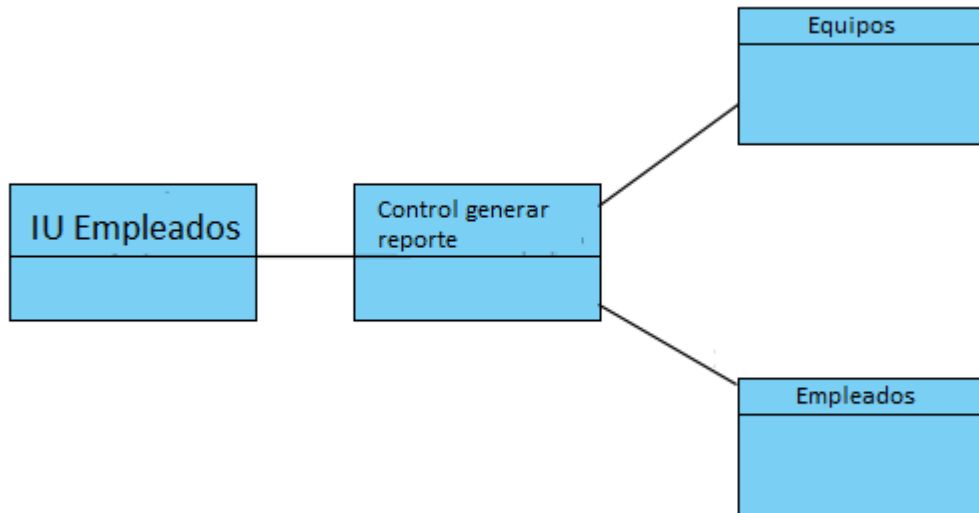 Equipos
IU Empleados
Control generar
reporte
Empleados